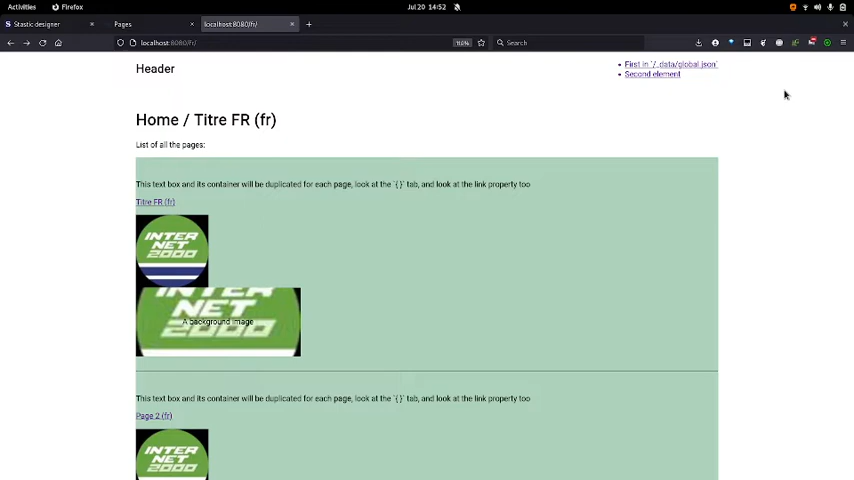 Activities
Firefox
Jul 20 14:52
Stastic designer
Pages
localhost:8080/fr/
localhost:8080/fr/
110%
Search
Header
First in `/_data/global.json`
Second element
Home / Titre FR (fr)
List of all the pages:
This text box and its container will be duplicated for each page, look at the `{}` tab, and look at the link property too
Titre FR (fr)
INTER
NET
2000
INTER
NET
2000
A background image
This text box and its container will be duplicated for each page, look at the `{}` tab, and look at the link property too
Page 2 (fr)
INTER
NET
2000